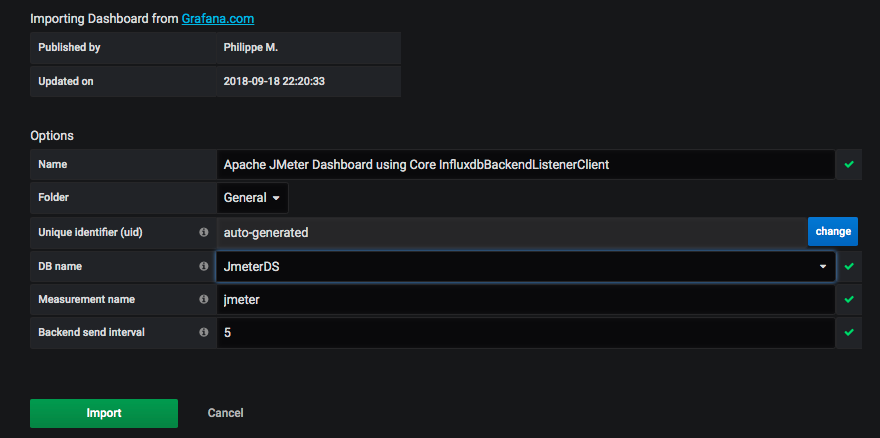 Importing Dashboard from Grafana.com
Published by Philippe M.
Updated on 2018-09-18 22:20:33
Options
Name Apache JMeter Dashboard using Core InfluxdbBackendListenerClient
Folder General
Unique identifier (uid) auto-generated change
DB name JmeterDS
Measurement name jmeter
Backend send interval 5
Import Cancel